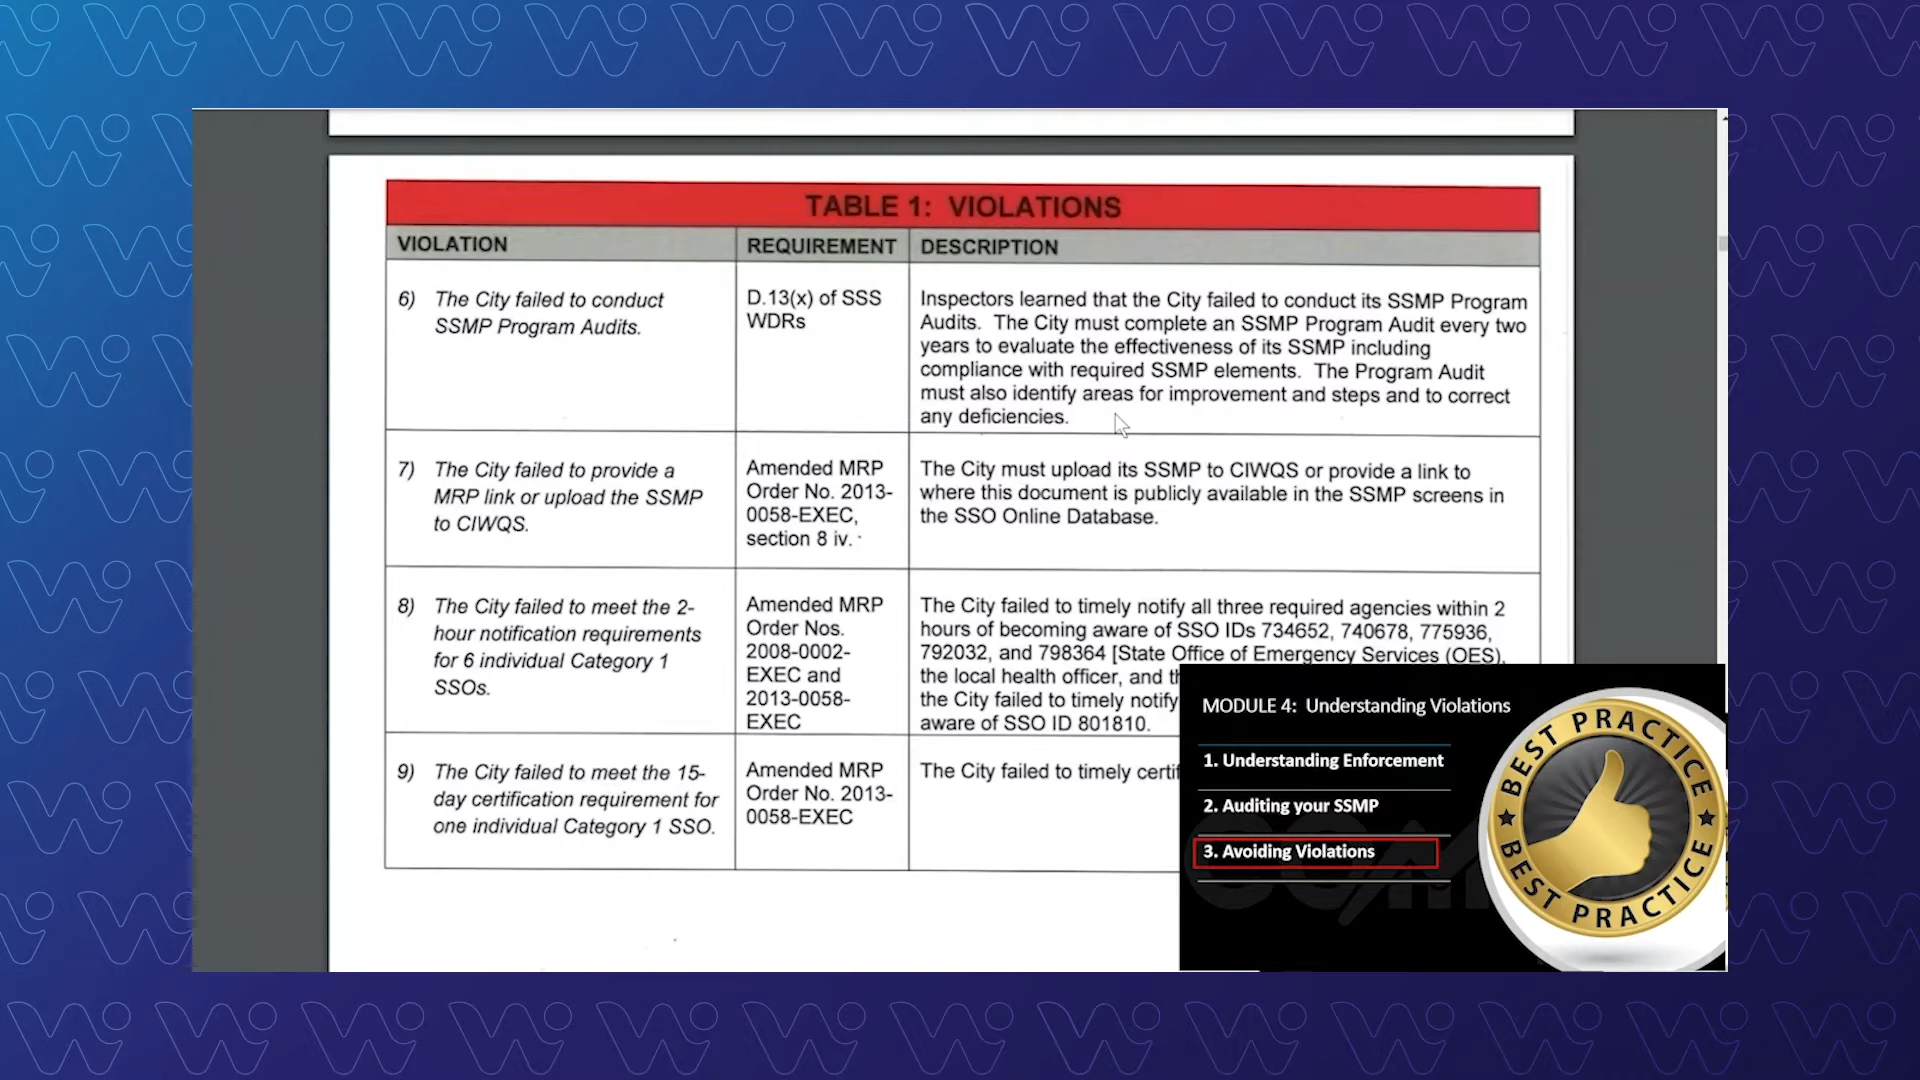 TABLE 1: VIOLATIONS
VIOLATION
REQUIREMENT
DESCRIPTION
6) The City failed to conduct
SSMP Program Audits.
D.13(x) of SSS
WDRs
Inspectors learned that the City failed to conduct its SSMP Program
Audits. The City must complete an SSMP Program Audit every two
years to evaluate the effectiveness of its SSMP including
compliance with required SSMP elements. The Program Audit
must also identify areas for improvement and steps and to correct
any deficiencies.
7) The City failed to provide a
MRP link or upload the SSMP
to CIWQS.
Amended MRP
Order No. 2013-
0058-EXEC,
section 8 iv.
The City must upload its SSMP to CIWQS or provide a link to
where this document is publicly available in the SSMP screens in
the SSO Online Database.
8) The City failed to meet the 2-
hour notification requirements
for 6 individual Category 1
SSOs.
Amended MRP
Order Nos.
2008-0002-
EXEC and
2013-0058-
EXEC
The City failed to timely notify all three required agencies within 2
hours of becoming aware of SSO IDs 734652, 740678, 775936,
792032, and 798364 [State Office of Emergency Services (OES),
the local health officer, and
the City failed to timely notify
aware of SSO ID 801810.
9) The City failed to meet the 15-
day certification requirement for
one individual Category 1 SSO.
Amended MRP
Order No. 2013-
0058-EXEC
The City failed to timely
MODULE 4: Understanding Violations
1. Understanding Enforcement
2. Auditing your SSMP
3. Avoiding Violations
BEST PRACTICE
BEST PRACTICE